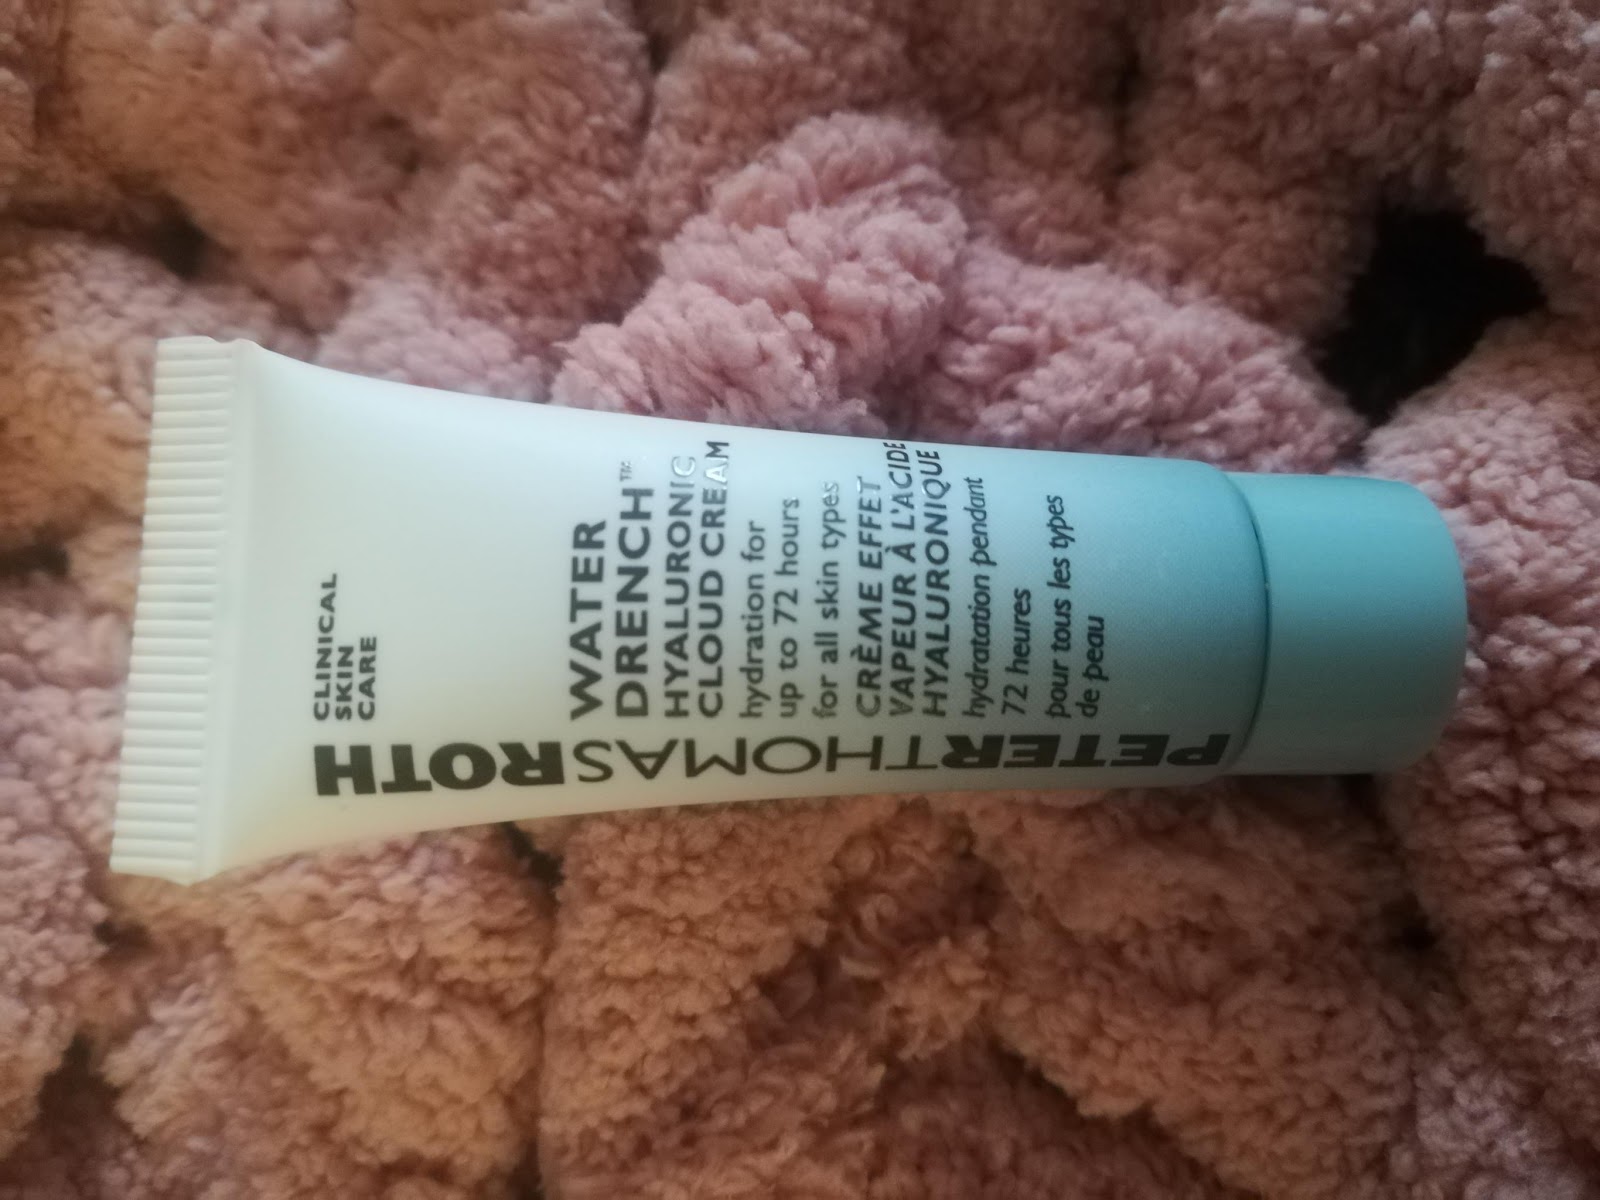 PETERTHOMASROTH
CLINICAL
SKIN
CARE
WATER
DRENCH™
HYALURONIC
CLOUD CREAM
hydration for
up to 72 hours
for all skin types
CRÈME EFFET
VAPEUR À L'ACIDE
HYALURONIQUE
hydratation pendant
72 heures
pour tous les types
de peau